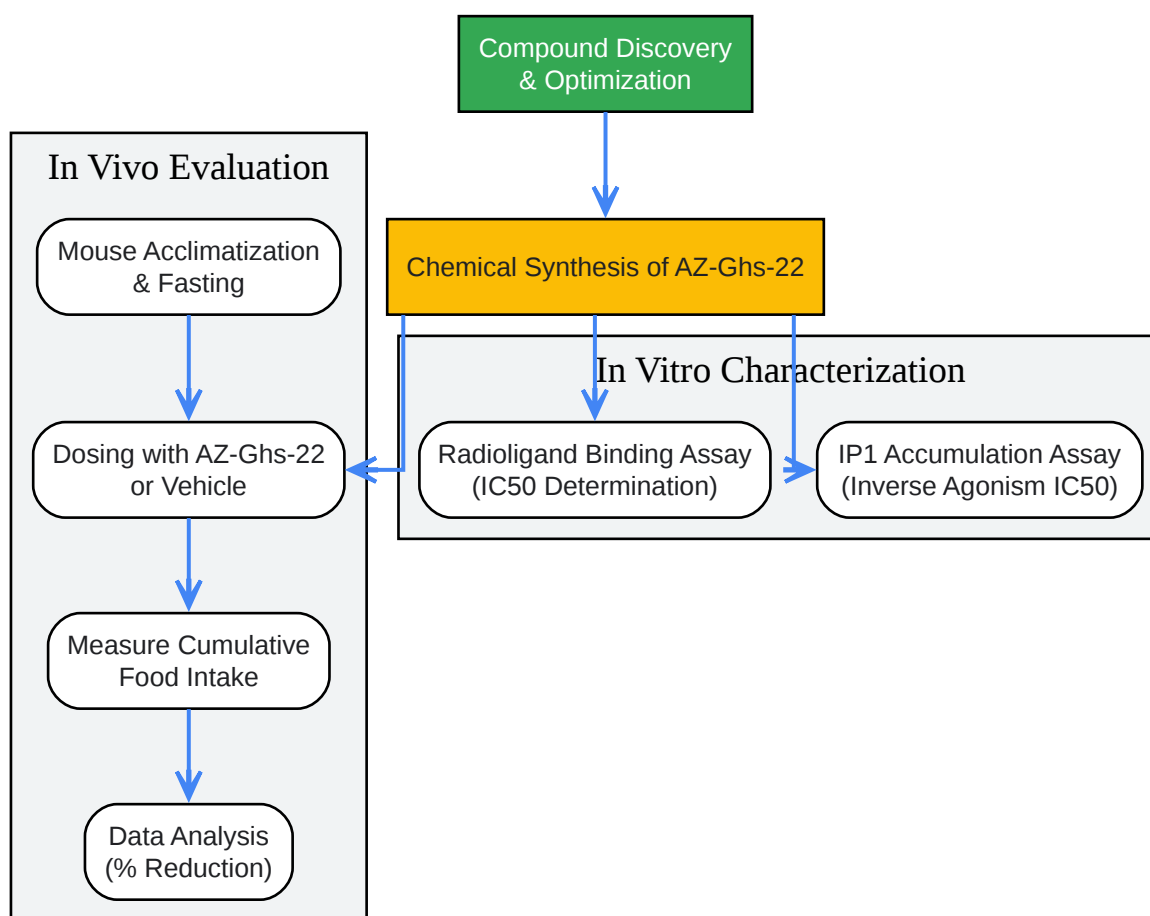 Compound Discovery
& Optimization
Chemical Synthesis of AZ-Ghs-22
In Vivo Evaluation
Mouse Acclimatization
& Fasting
Dosing with AZ-Ghs-22
or Vehicle
Measure Cumulative
Food Intake
Data Analysis
(% Reduction)
In Vitro Characterization
Radioligand Binding Assay
(IC50 Determination)
IP1 Accumulation Assay
(Inverse Agonism IC50)